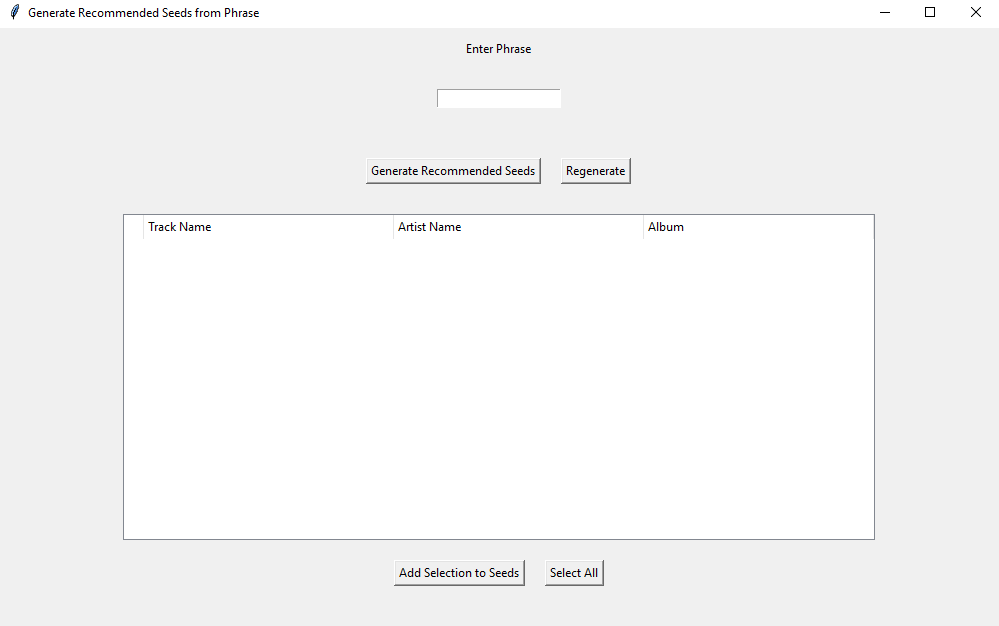 Generate Recommended Seeds from Phrase
Enter Phrase
Generate Recommended Seeds Regenerate
Track Name Artist Name Album
Add Selection to Seeds Select All